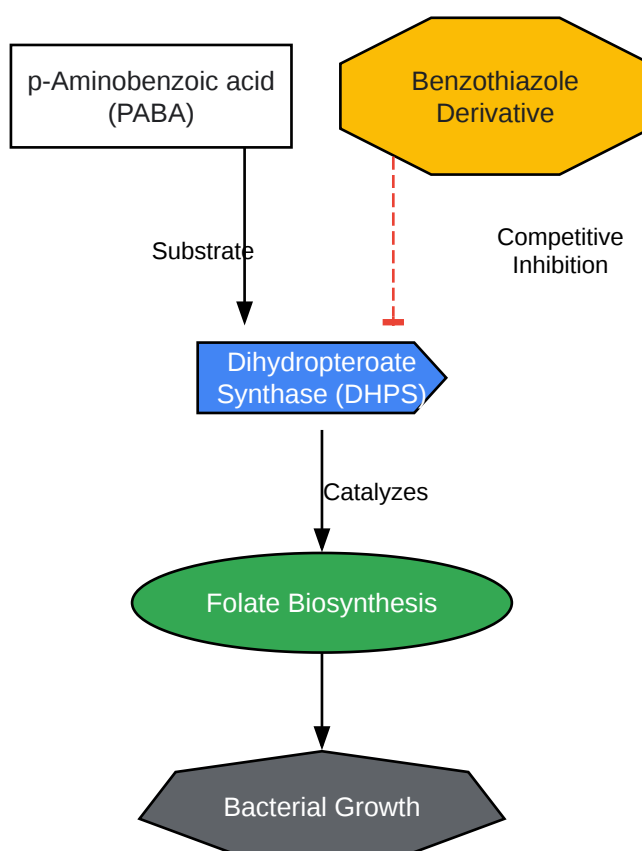 p-Aminobenzoic acid
(PABA)
Benzothiazole
Derivative
Substrate
Competitive
Inhibition
Dihydropteroate
Synthase (DHPS)
Catalyzes
Folate Biosynthesis
Bacterial Growth